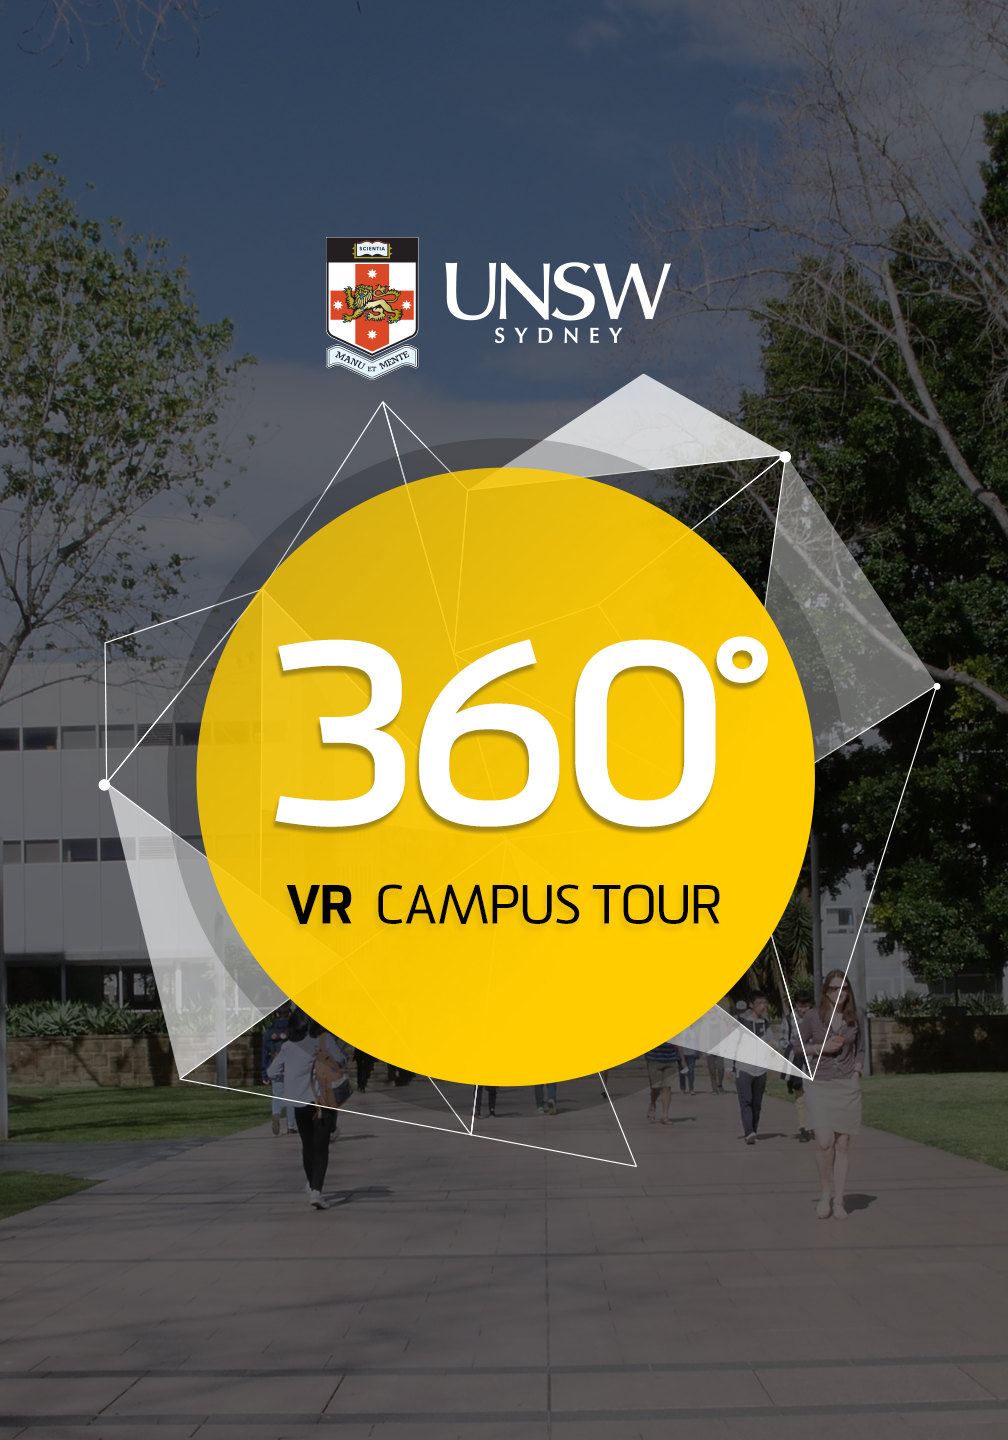 SCIENTIA
MANU ET MENTE
UNSW
SYDNEY
360°
VR CAMPUS TOUR